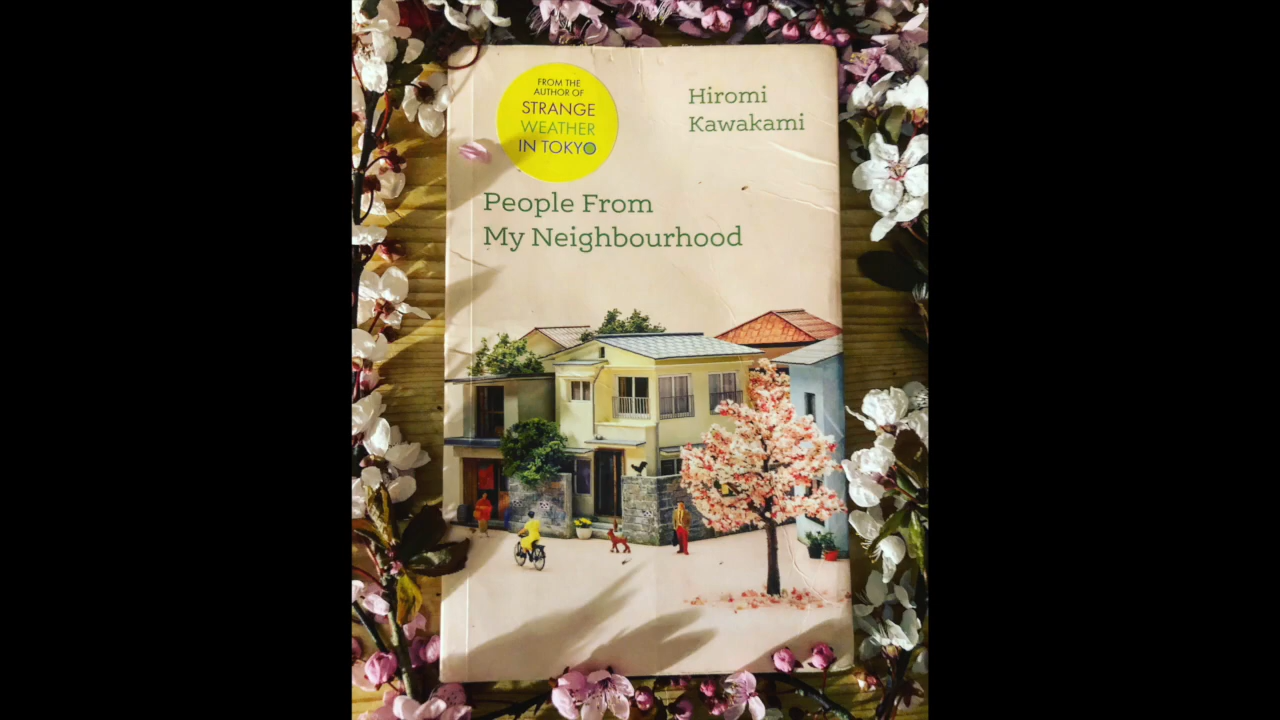 FROM THE
AUTHOR OF
STRANGE
WEATHER
IN TOKYO
Hiromi
Kawakami
People From
My Neighbourhood